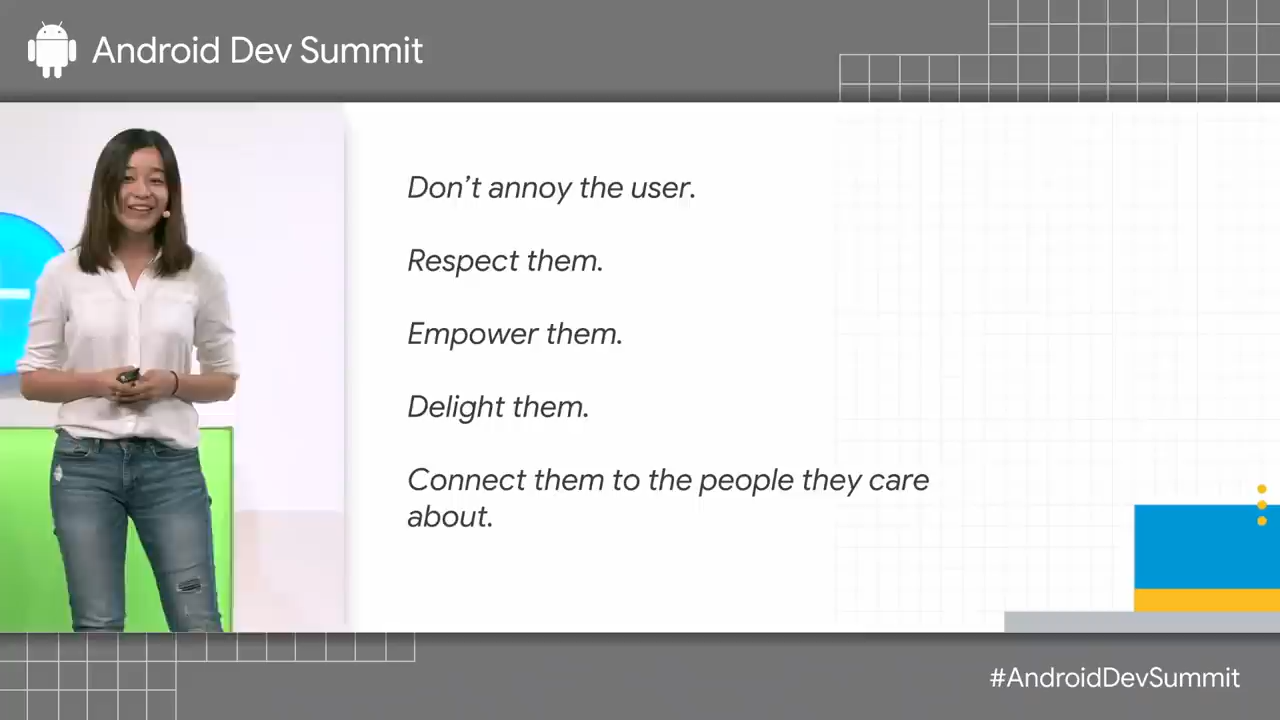 Android Dev Summit
Don't annoy the user.
Respect them.
Empower them.
Delight them.
Connect them to the people they care
about.
#AndroidDevSummit